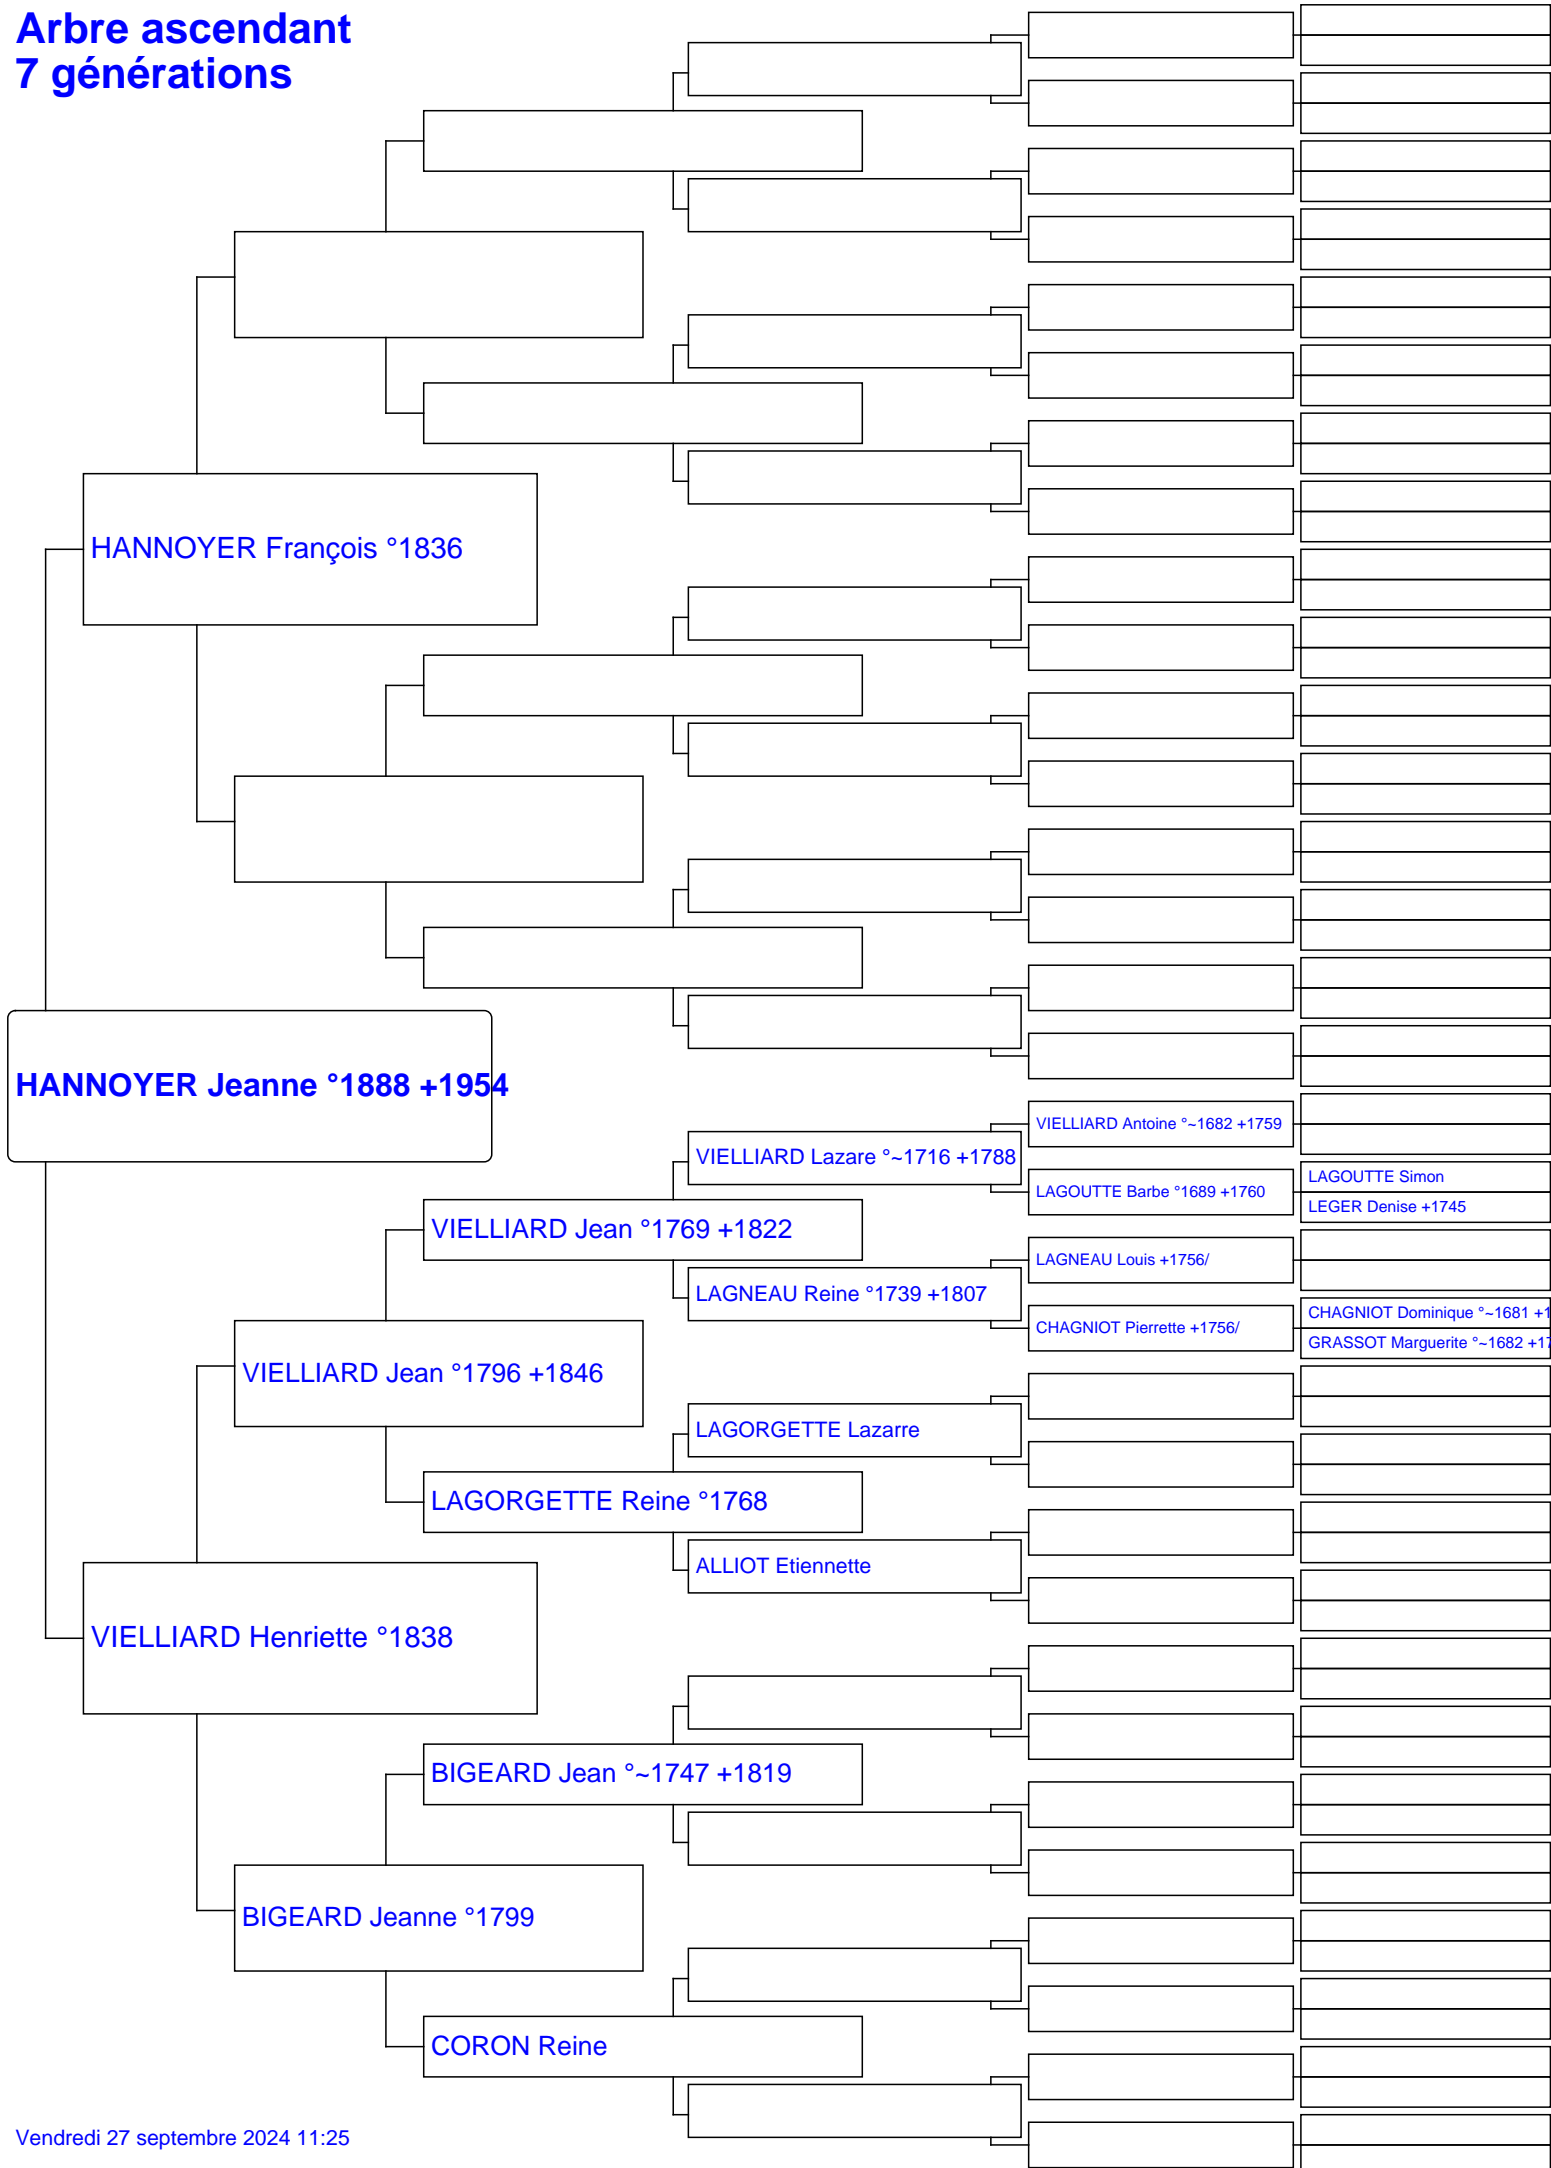 Arbre ascendant
7 générations
HANNOYER François °1836
HANNOYER Jeanne °1888 +1954
VIELLIARD Antoine °~1682 +1759
VIELLIARD Lazare °~1716 +1788
LAGOUTTE Simon
LAGOUTTE Barbe °1689 +1760
LEGER Denise +1745
VIELLIARD Jean °1769 +1822
LAGNEAU Louis +1756/
LAGNEAU Reine °1739 +1807
CHAGNIOT Dominique °~1681 +1
CHAGNIOT Pierrette +1756/
GRASSOT Marguerite °~1682 +17
VIELLIARD Jean °1796 +1846
LAGORGETTE Lazarre
LAGORGETTE Reine °1768
ALLIOT Etiennette
VIELLIARD Henriette °1838
BIGEARD Jean °~1747 +1819
BIGEARD Jeanne °1799
CORON Reine
Vendredi 27 septembre 2024 11:25